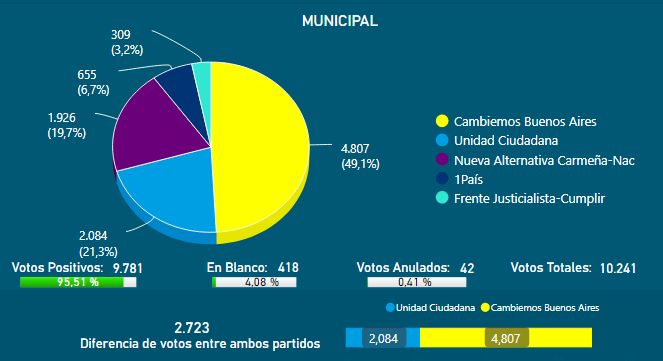 MUNICIPAL
309
(3,2%)
655
(6,7%)
1.926
(19,7%)
4.807
(49,1%)
2.084
(21,3%)
Cambiemos Buenos Aires
Unidad Ciudadana
Nueva Alternativa Carmeña-Nac
1País
Frente Justicialista-Cumplir
Votos Positivos: 9.781
95,51 %
En Blanco: 418
4,08 %
Votos Anulados: 42
0,41 %
Votos Totales: 10.241
Unidad Ciudadana Cambiemos Buenos Aires
2.723
Diferencia de votos entre ambos partidos
2,084 4,807